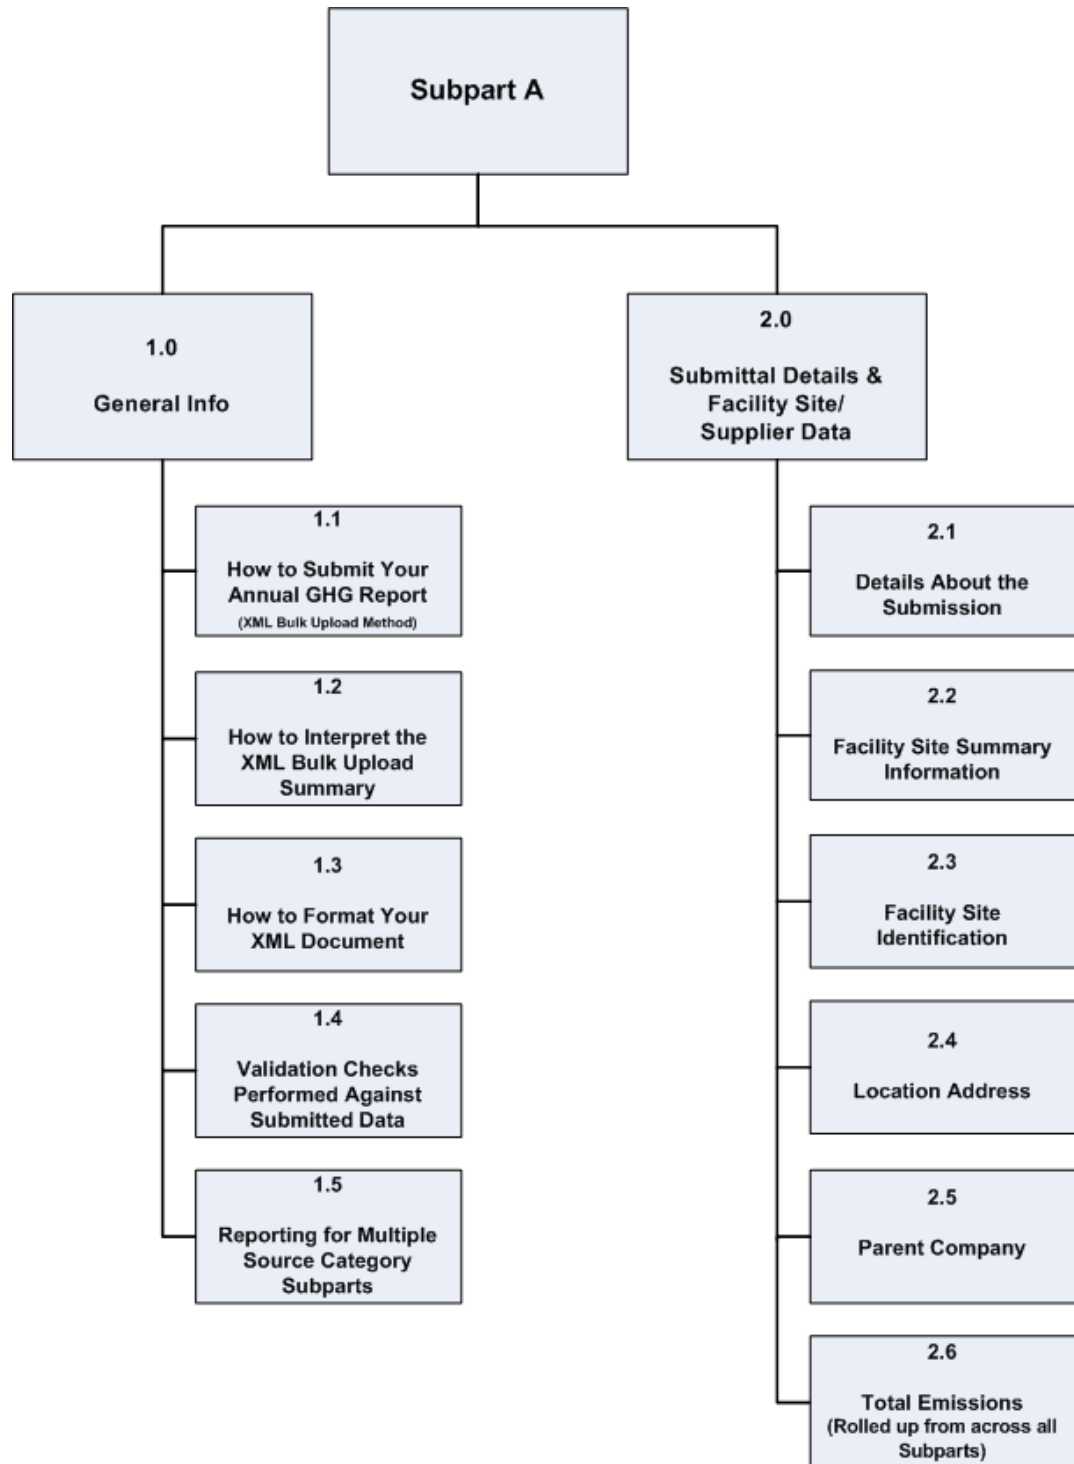 Subpart A
1.0
General Info
1.1
How to Submit Your
Annual GHG Report
(XML Bulk Upload Method)
1.2
How to Interpret the
XML Bulk Upload
Summary
1.3
How to Format Your
XML Document
1.4
Validation Checks
Performed Against
Submitted Data
1.5
Reporting for Multiple
Source Category
Subparts
2.0
Submittal Details &
Facility Site/
Supplier Data
2.1
Details About the
Submission
2.2
Facility Site Summary
Information
2.3
Facility Site
Identification
2.4
Location Address
2.5
Parent Company
2.6
Total Emissions
(Rolled up from across all
Subparts)